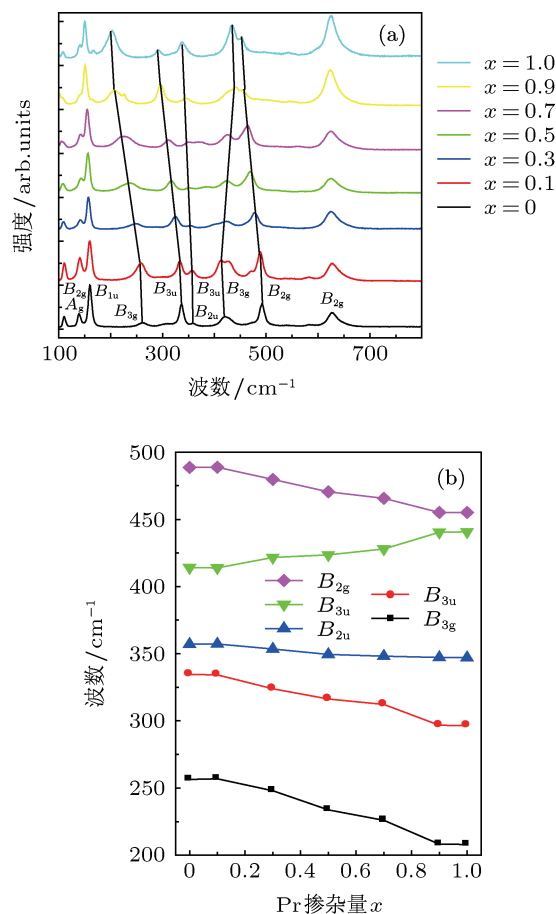 (a)
x = 1.0
x = 0.9
x = 0.7
x = 0.5
x = 0.3
x = 0.1
x = 0
强度/arb.units
B2g B1u B3u B3u B3g B2g B2g
Ag B3g B2u
100 300 500 700
波数/cm−1
(b)
500
450
400
350
300
250
200
B2g B3u
B3u B3g
B2u
波数/cm−1
0 0.2 0.4 0.6 0.8 1.0
Pr掺杂量x